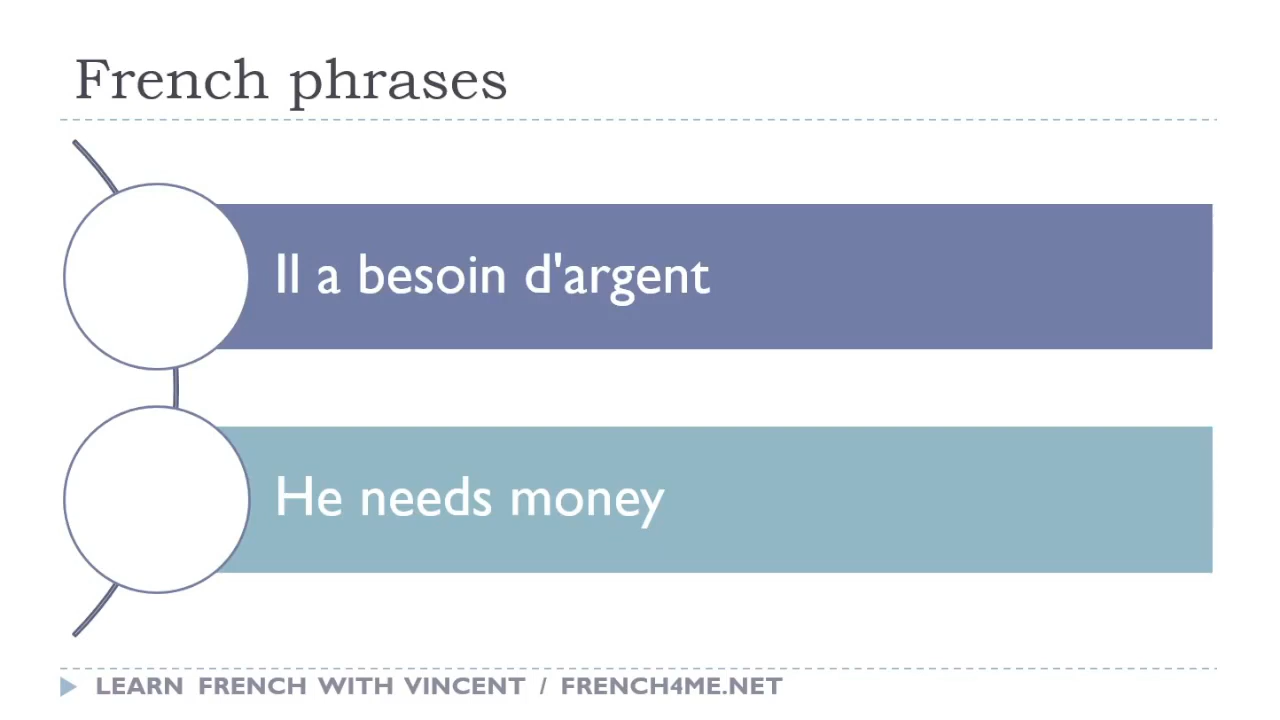 French phrases
Il a besoin d'argent
He needs money
LEARN FRENCH WITH VINCENT / FRENCH4ME.NET